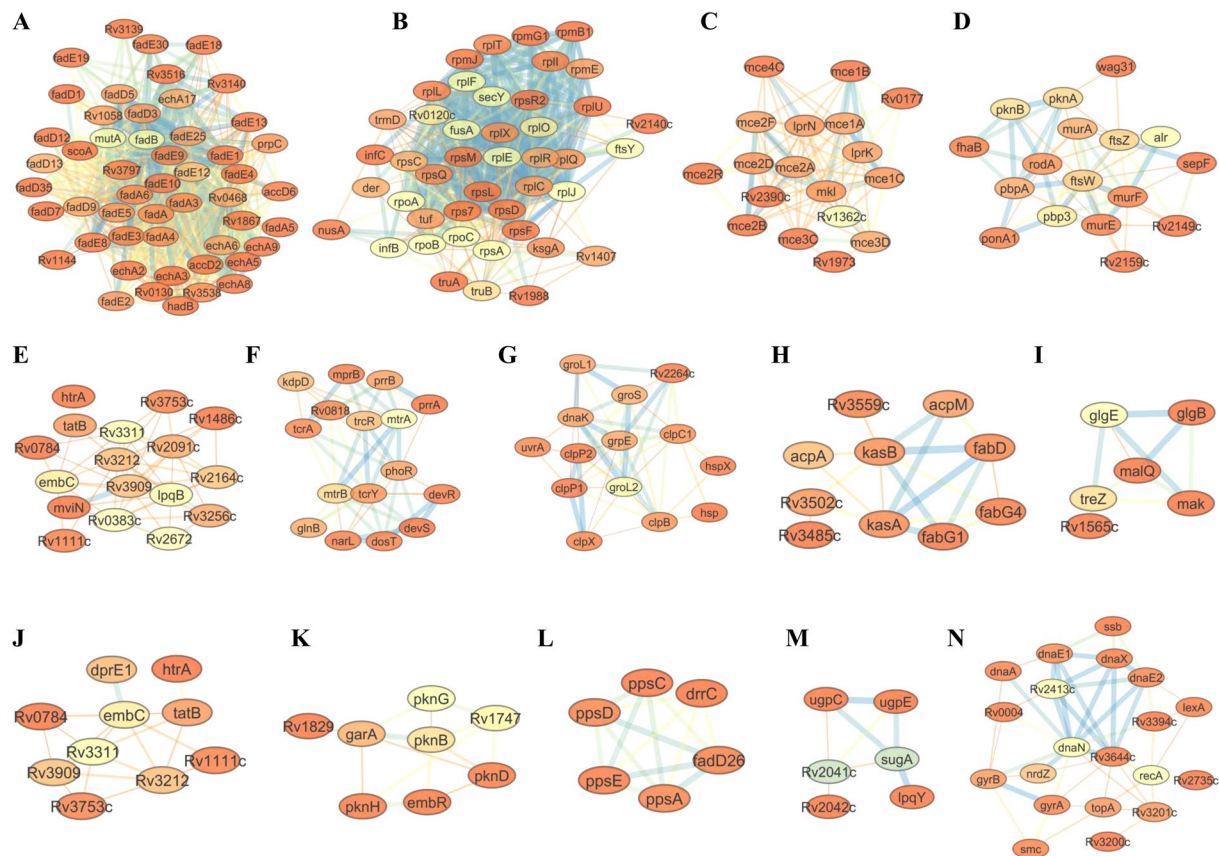 A
Rv3139
fadE30
fadE18
fadE19
Rv3516
Rv3140
fadD1
fadD5
echA17
Rv1058
fadD3
fadE13
fadD12
mutA
fadB
fadE25
prpC
scoA
fadE9
fadE1
fadD13
Rv3797
fadE12
fadE4
fadD35
fadE10
accD6
fadA6
fadA3
Rv0468
fadD7
fadD9
fadE5
fadA
Rv1867
fadA5
fadE8
fadE3
fadA4
echA6
echA9
Rv1144
echA5
echA2
echA3
accD2
echA8
fadE2
Rv0130
Rv3538
hadB
B
rplT
rpmG1
rpmB1
rpmJ
rplI
rpmE
rplL
rplF
secY
rpsR2
rplU
trmD
Rv0120c
fusA
rplX
rplO
Rv2140c
infC
rpsC
rpsM
rplE
rplR
rplQ
ftsY
rpsQ
der
rpsL
rplC
rplJ
rpoA
tuf
rps7
rpsD
nusA
rpsF
infB
rpoB
rpoC
rpsA
ksgA
Rv1407
truA
truB
Rv1988
C
mce4C
mce1B
Rv0177
mce2F
lprN
mce1A
mce2D
mce2A
lprK
mce2R
Rv2390c
mkl
mce1C
mce2B
Rv1362c
mce3C
mce3D
Rv1973
D
wag31
pknB
pknA
murA
ftsZ
alr
fhaB
rodA
sepF
pbpA
ftsW
murF
ponA1
pbp3
murE
Rv2149c
Rv2159c
E
htrA
Rv3753c
tatB
Rv1486c
Rv3311
Rv0784
Rv2091c
Rv3212
embC
Rv3909
Rv2164c
mviN
lpqB
Rv0383c
Rv3256c
Rv1111c
Rv2672
F
kdpD
mprB
prrB
Rv0818
prrA
tcrA
trcR
mtrA
phoR
mtrB
tcrY
devR
glnB
narL
dosT
devS
G
groL1
Rv2264c
groS
dnaK
grpE
clpC1
uvrA
clpP2
hspX
clpP1
groL2
hsp
clpB
clpX
H
Rv3559c
acpM
acpA
kasB
fabD
Rv3502c
kasA
fabG4
Rv3485c
fabG1
I
glgE
glgB
malQ
treZ
mak
Rv1565c
J
dprE1
htrA
Rv0784
embC
tatB
Rv3311
Rv3909
Rv3212
Rv1111c
Rv3753c
K
pknG
Rv1829
garA
pknB
Rv1747
pknD
pknH
embR
L
ppsC
drrC
ppsD
fadD26
ppsE
ppsA
M
ugpC
ugpE
Rv2041c
sugA
Rv2042c
lpqY
N
ssb
dnaE1
dnaX
dnaA
dnaE2
Rv2413c
lexA
Rv0004
Rv3394c
dnaN
Rv3644c
gyrB
nrdZ
recA
Rv2735c
gyrA
topA
Rv3201c
smc
Rv3200c